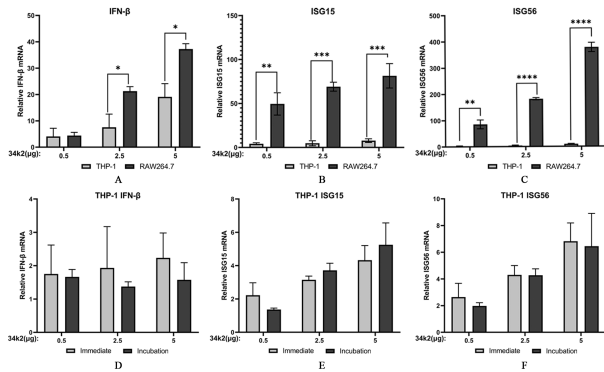 IFN-β
Relative IFN-β mRNA
40
30
20
10
0
*
*
34k2(μg):
0.5
2.5
5
THP-1
RAW264.7
A
ISG15
Relative ISG15 mRNA
100
75
50
25
0
**
***
***
34k2(μg):
0.5
2.5
5
THP-1
RAW264.7
B
ISG56
Relative ISG56 mRNA
500
400
300
200
100
0
**
****
****
34k2(μg):
0.5
2.5
5
THP-1
RAW264.7
C
THP-1 IFN-β
Relative IFN-β mRNA
4
3
2
1
0
34k2(μg):
0.5
2.5
5
Immediate
Incubation
D
THP-1 ISG15
Relative ISG15 mRNA
8
6
4
2
0
34k2(μg):
0.5
2.5
5
Immediate
Incubation
E
THP-1 ISG56
Relative ISG56 mRNA
10
8
6
4
2
0
34k2(μg):
0.5
2.5
5
Immediate
Incubation
F